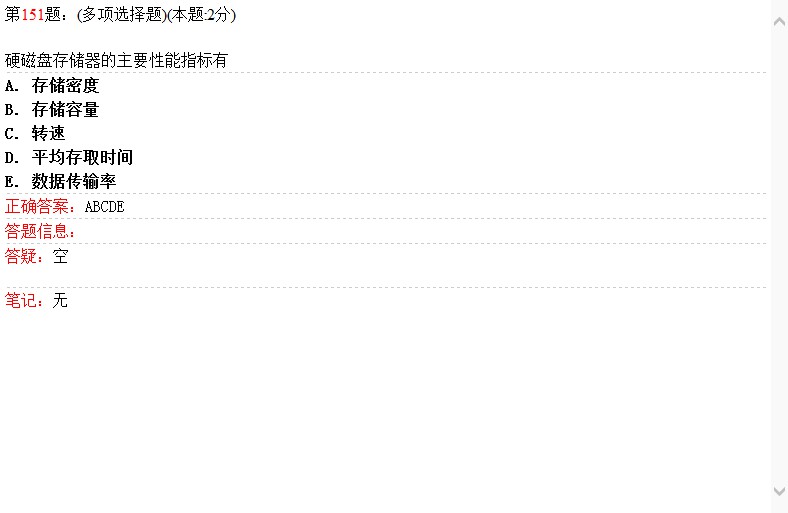 第151题：(多项选择题)(本题:2分)
硬磁盘存储器的主要性能指标有
A. 存储密度
B. 存储容量
C. 转速
D. 平均存取时间
E. 数据传输率
正确答案：ABCDE
答题信息：
答疑：空
笔记：无